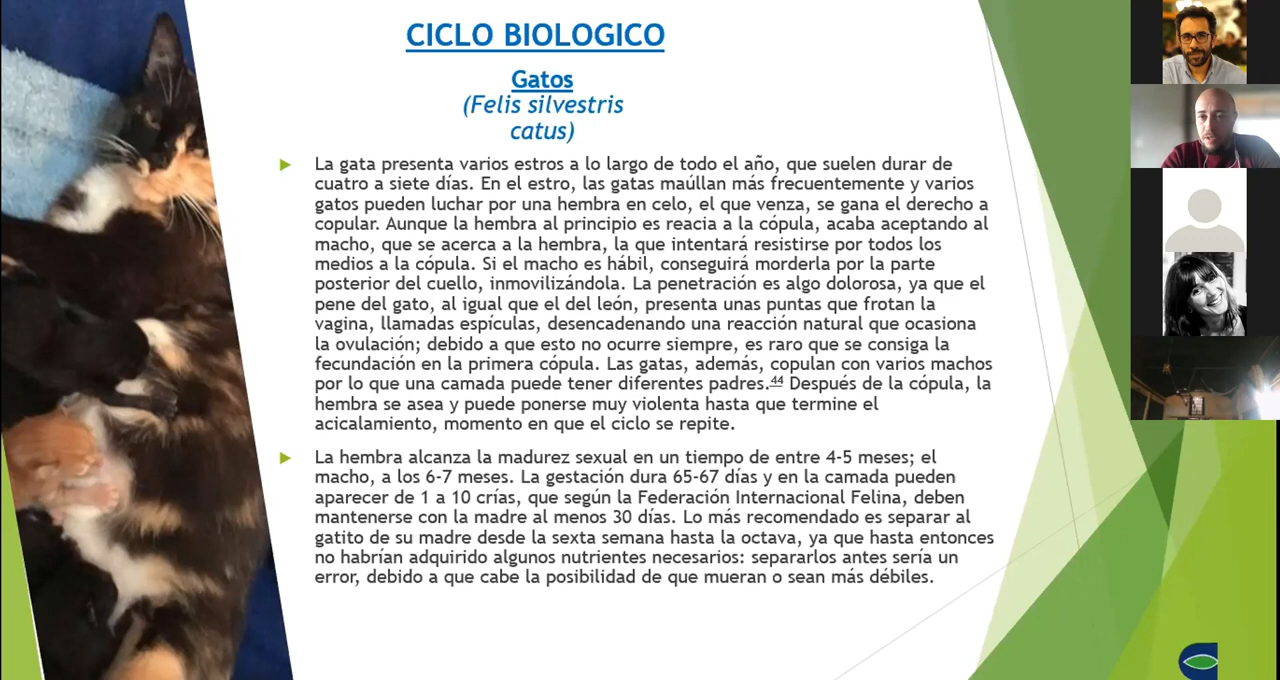 CICLO BIOLOGICO
Gatos
(Felis silvestris
catus)
La gata presenta varios estros a lo largo de todo el año, que suelen durar de
cuatro a siete días. En el estro, las gatas maúllan más frecuentemente y varios
gatos pueden luchar por una hembra en celo, el que venza, se gana el derecho a
copular. Aunque la hembra al principio es reacia a la cópula, acaba aceptando al
macho, que se acerca a la hembra, la que intentará resistirse por todos los
medios a la cópula. Si el macho es hábil, conseguirá morderla por la parte
posterior del cuello, inmovilizándola. La penetración es algo dolorosa, ya que el
pene del gato, al igual que el del león, presenta unas puntas que frotan la
vagina, llamadas espículas, desencadenando una reacción natural que ocasiona
la ovulación; debido a que esto no ocurre siempre, es raro que se consiga la
fecundación en la primera cópula. Las gatas, además, copulan con varios machos
por lo que una camada puede tener diferentes padres.44 Después de la cópula, la
hembra se asea y puede ponerse muy violenta hasta que termine el
acicalamiento, momento en que el ciclo se repite.
La hembra alcanza la madurez sexual en un tiempo de entre 4-5 meses; el
macho, a los 6-7 meses. La gestación dura 65-67 días y en la camada pueden
aparecer de 1 a 10 crías, que según la Federación Internacional Felina, deben
mantenerse con la madre al menos 30 días. Lo más recomendado es separar al
gatito de su madre desde la sexta semana hasta la octava, ya que hasta entonces
no habrían adquirido algunos nutrientes necesarios: separarlos antes sería un
error, debido a que cabe la posibilidad de que mueran o sean más débiles.